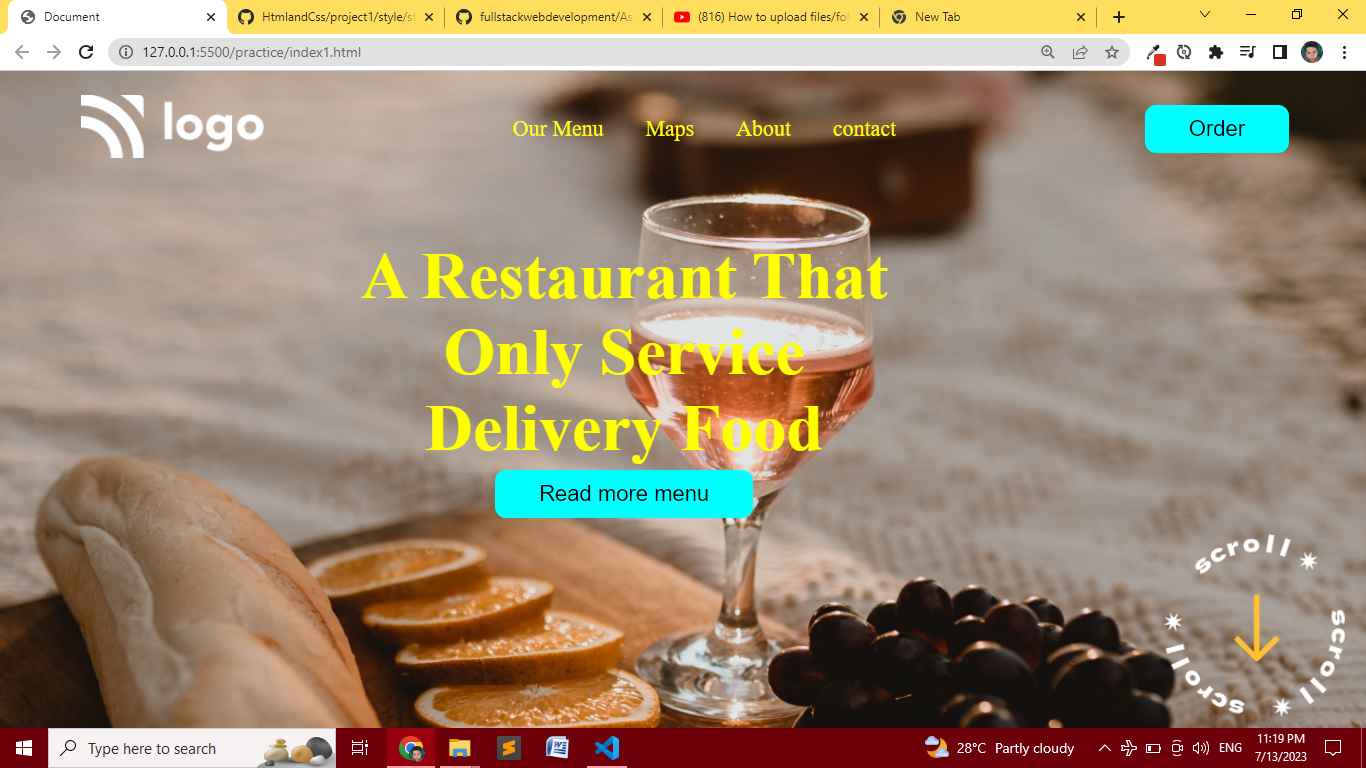 Document
HtmlandCss/project1/style/st
fullstackwebdevelopment/As
(816) How to upload files/fol
New Tab
127.0.0.1:5500/practice/index1.html
logo
Our Menu Maps About contact
Order
A Restaurant That
Only Service
Delivery Food
Read more menu
scroll
scroll
scroll
scroll
Type here to search
28°C Partly cloudy
ENG
11:19 PM
7/13/2023